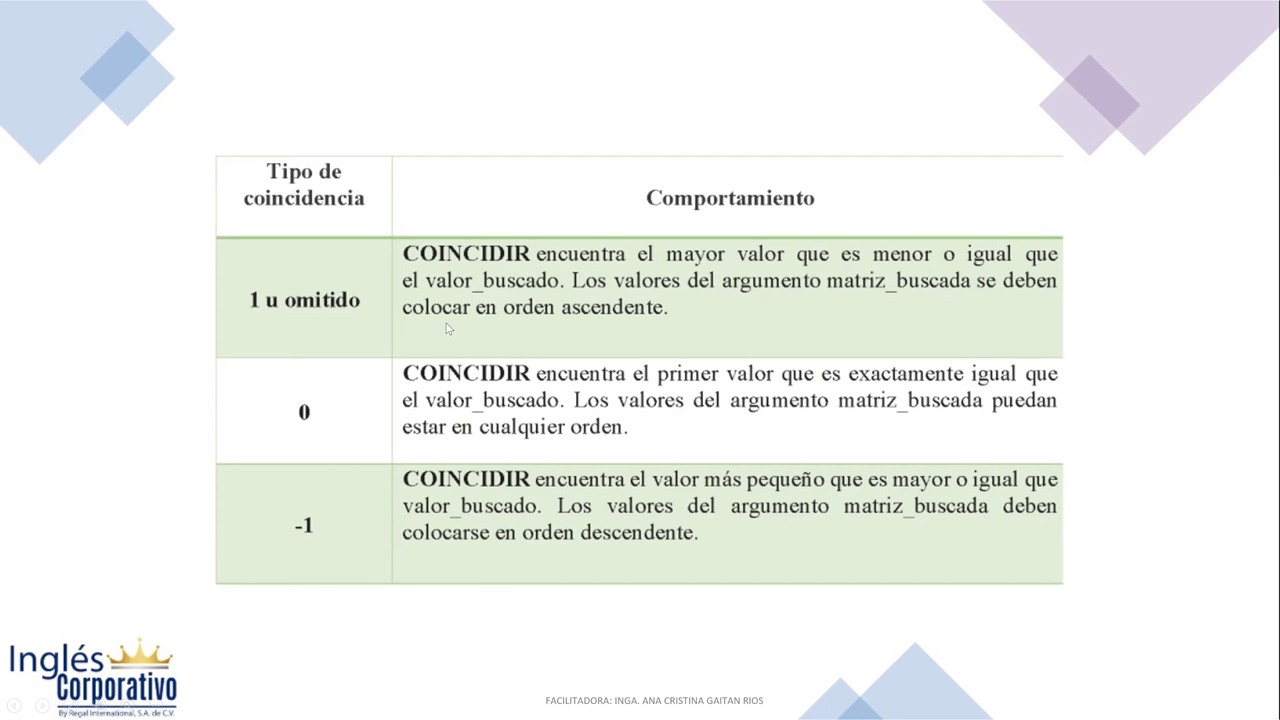 Tipo de
coincidencia
Comportamiento
1 u omitido
COINCIDIR encuentra el mayor valor que es menor o igual que
el valor_buscado. Los valores del argumento matriz_buscada se deben
colocar en orden ascendente.
0
COINCIDIR encuentra el primer valor que es exactamente igual que
el valor_buscado. Los valores del argumento matriz_buscada puedan
estar en cualquier orden.
-1
COINCIDIR encuentra el valor más pequeño que es mayor o igual que
valor_buscado. Los valores del argumento matriz_buscada deben
colocarse en orden descendente.
Inglés
Corporativo
By Regal International, S.A. de C.V.
FACILITADORA: INGA. ANA CRISTINA GAITAN RIOS